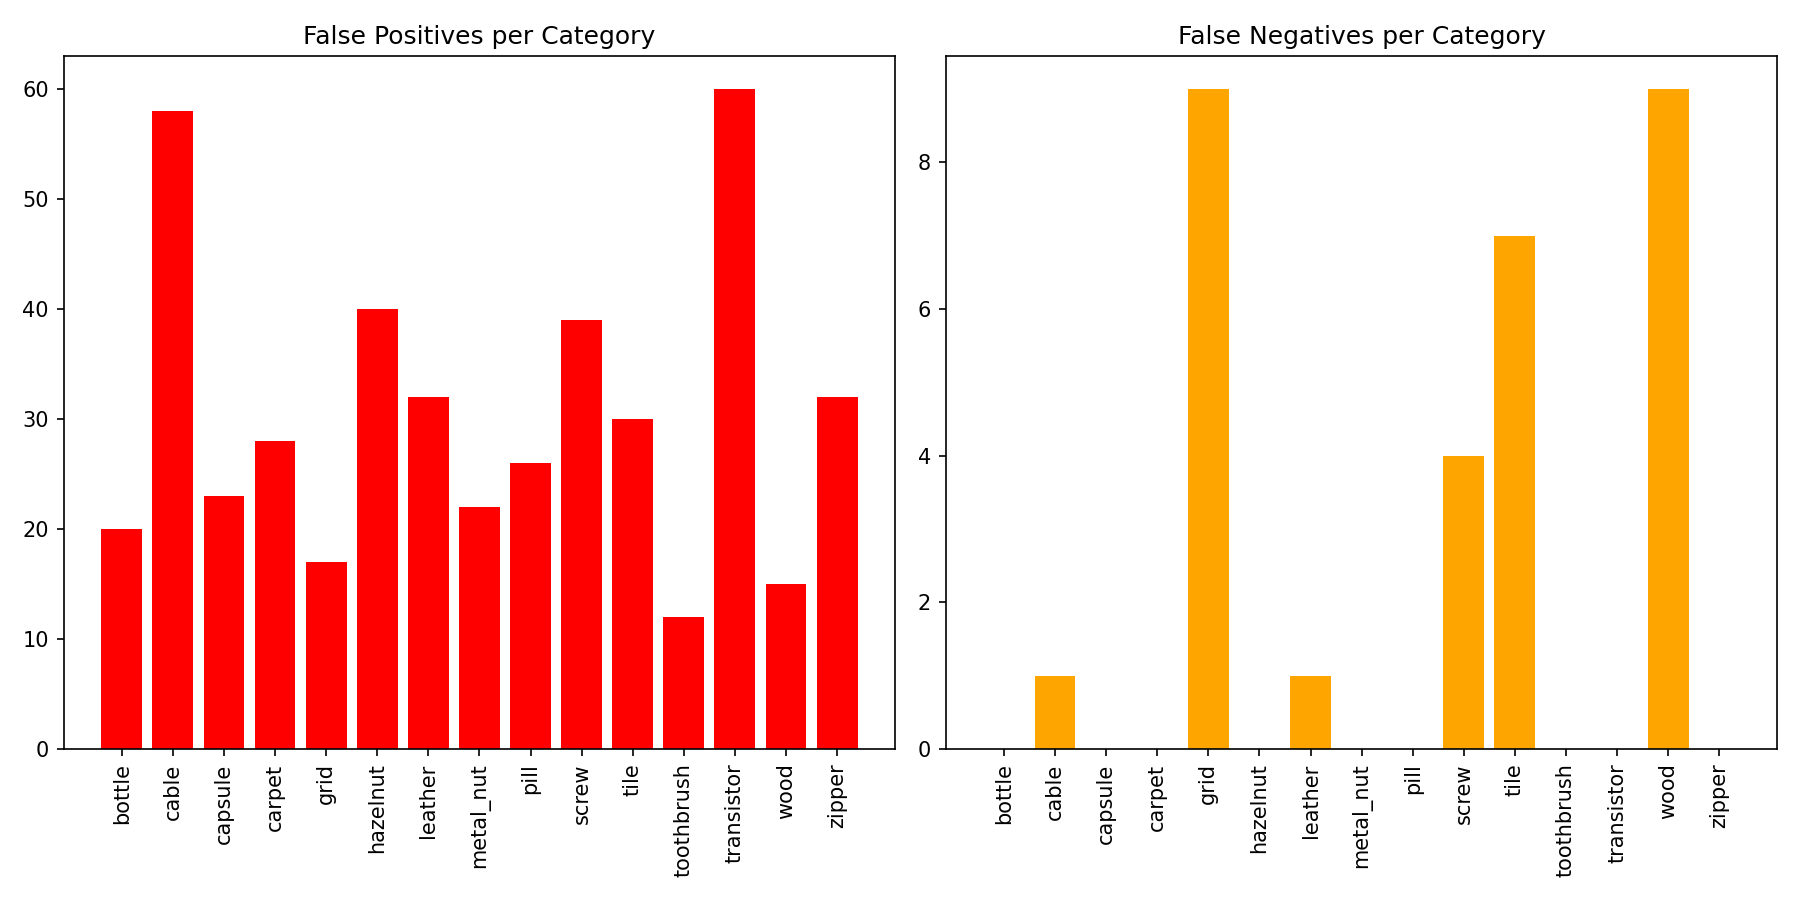 False Positives per Category
60
50
40
30
20
10
0
bottle
cable
capsule
carpet
grid
hazelnut
leather
metal_nut
pill
screw
tile
toothbrush
transistor
wood
zipper
False Negatives per Category
8
6
4
2
0
bottle
cable
capsule
carpet
grid
hazelnut
leather
metal_nut
pill
screw
tile
toothbrush
transistor
wood
zipper